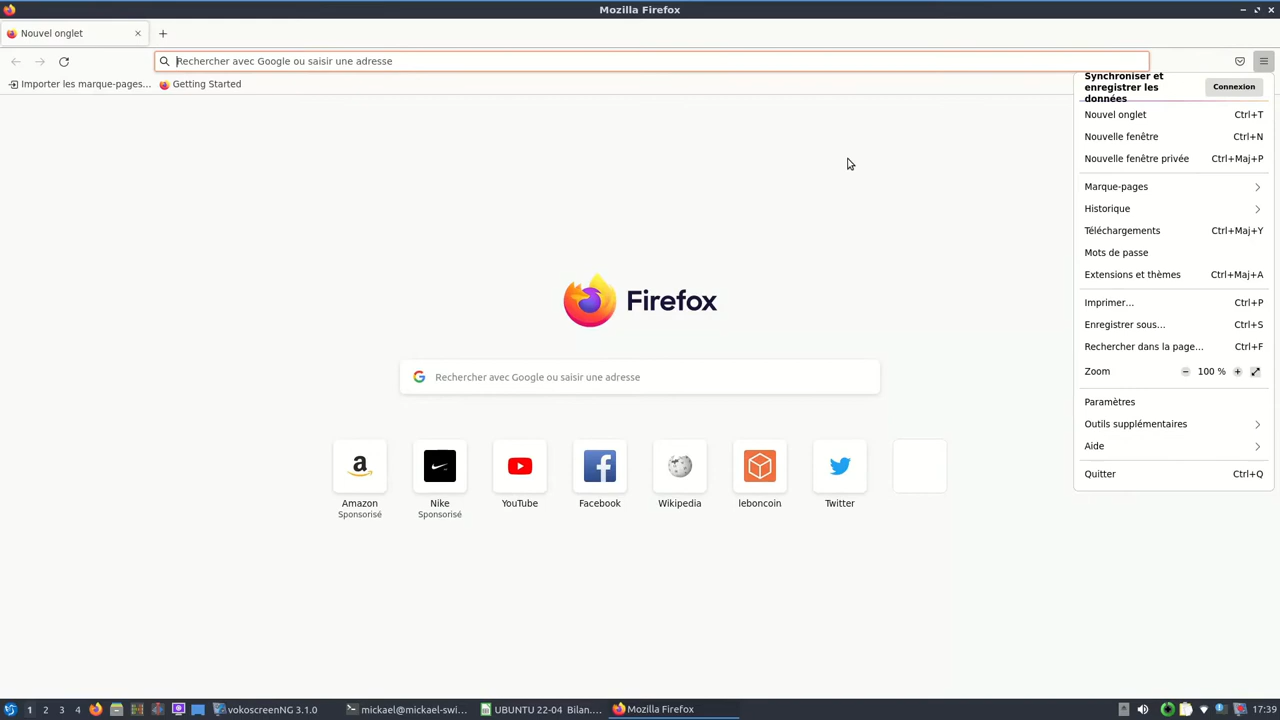 Mozilla Firefox
Nouvel onglet
Rechercher avec Google ou saisir une adresse
Importer les marque-pages…
Getting Started
Synchroniser et
enregistrer les
données
Connexion
Nouvel onglet Ctrl+T
Nouvelle fenêtre Ctrl+N
Nouvelle fenêtre privée Ctrl+Maj+P
Marque-pages
Historique
Téléchargements Ctrl+Maj+Y
Mots de passe
Extensions et thèmes Ctrl+Maj+A
Imprimer… Ctrl+P
Enregistrer sous… Ctrl+S
Rechercher dans la page… Ctrl+F
Zoom 100 %
Paramètres
Outils supplémentaires
Aide
Quitter Ctrl+Q
Firefox
Rechercher avec Google ou saisir une adresse
Amazon
Sponsorisé
Nike
Sponsorisé
YouTube
Facebook
Wikipedia
leboncoin
Twitter
1 2 3 4 vokoscreenNG 3.1.0 mickael@mickael-swi… UBUNTU 22-04 Bilan.… Mozilla Firefox 17:39